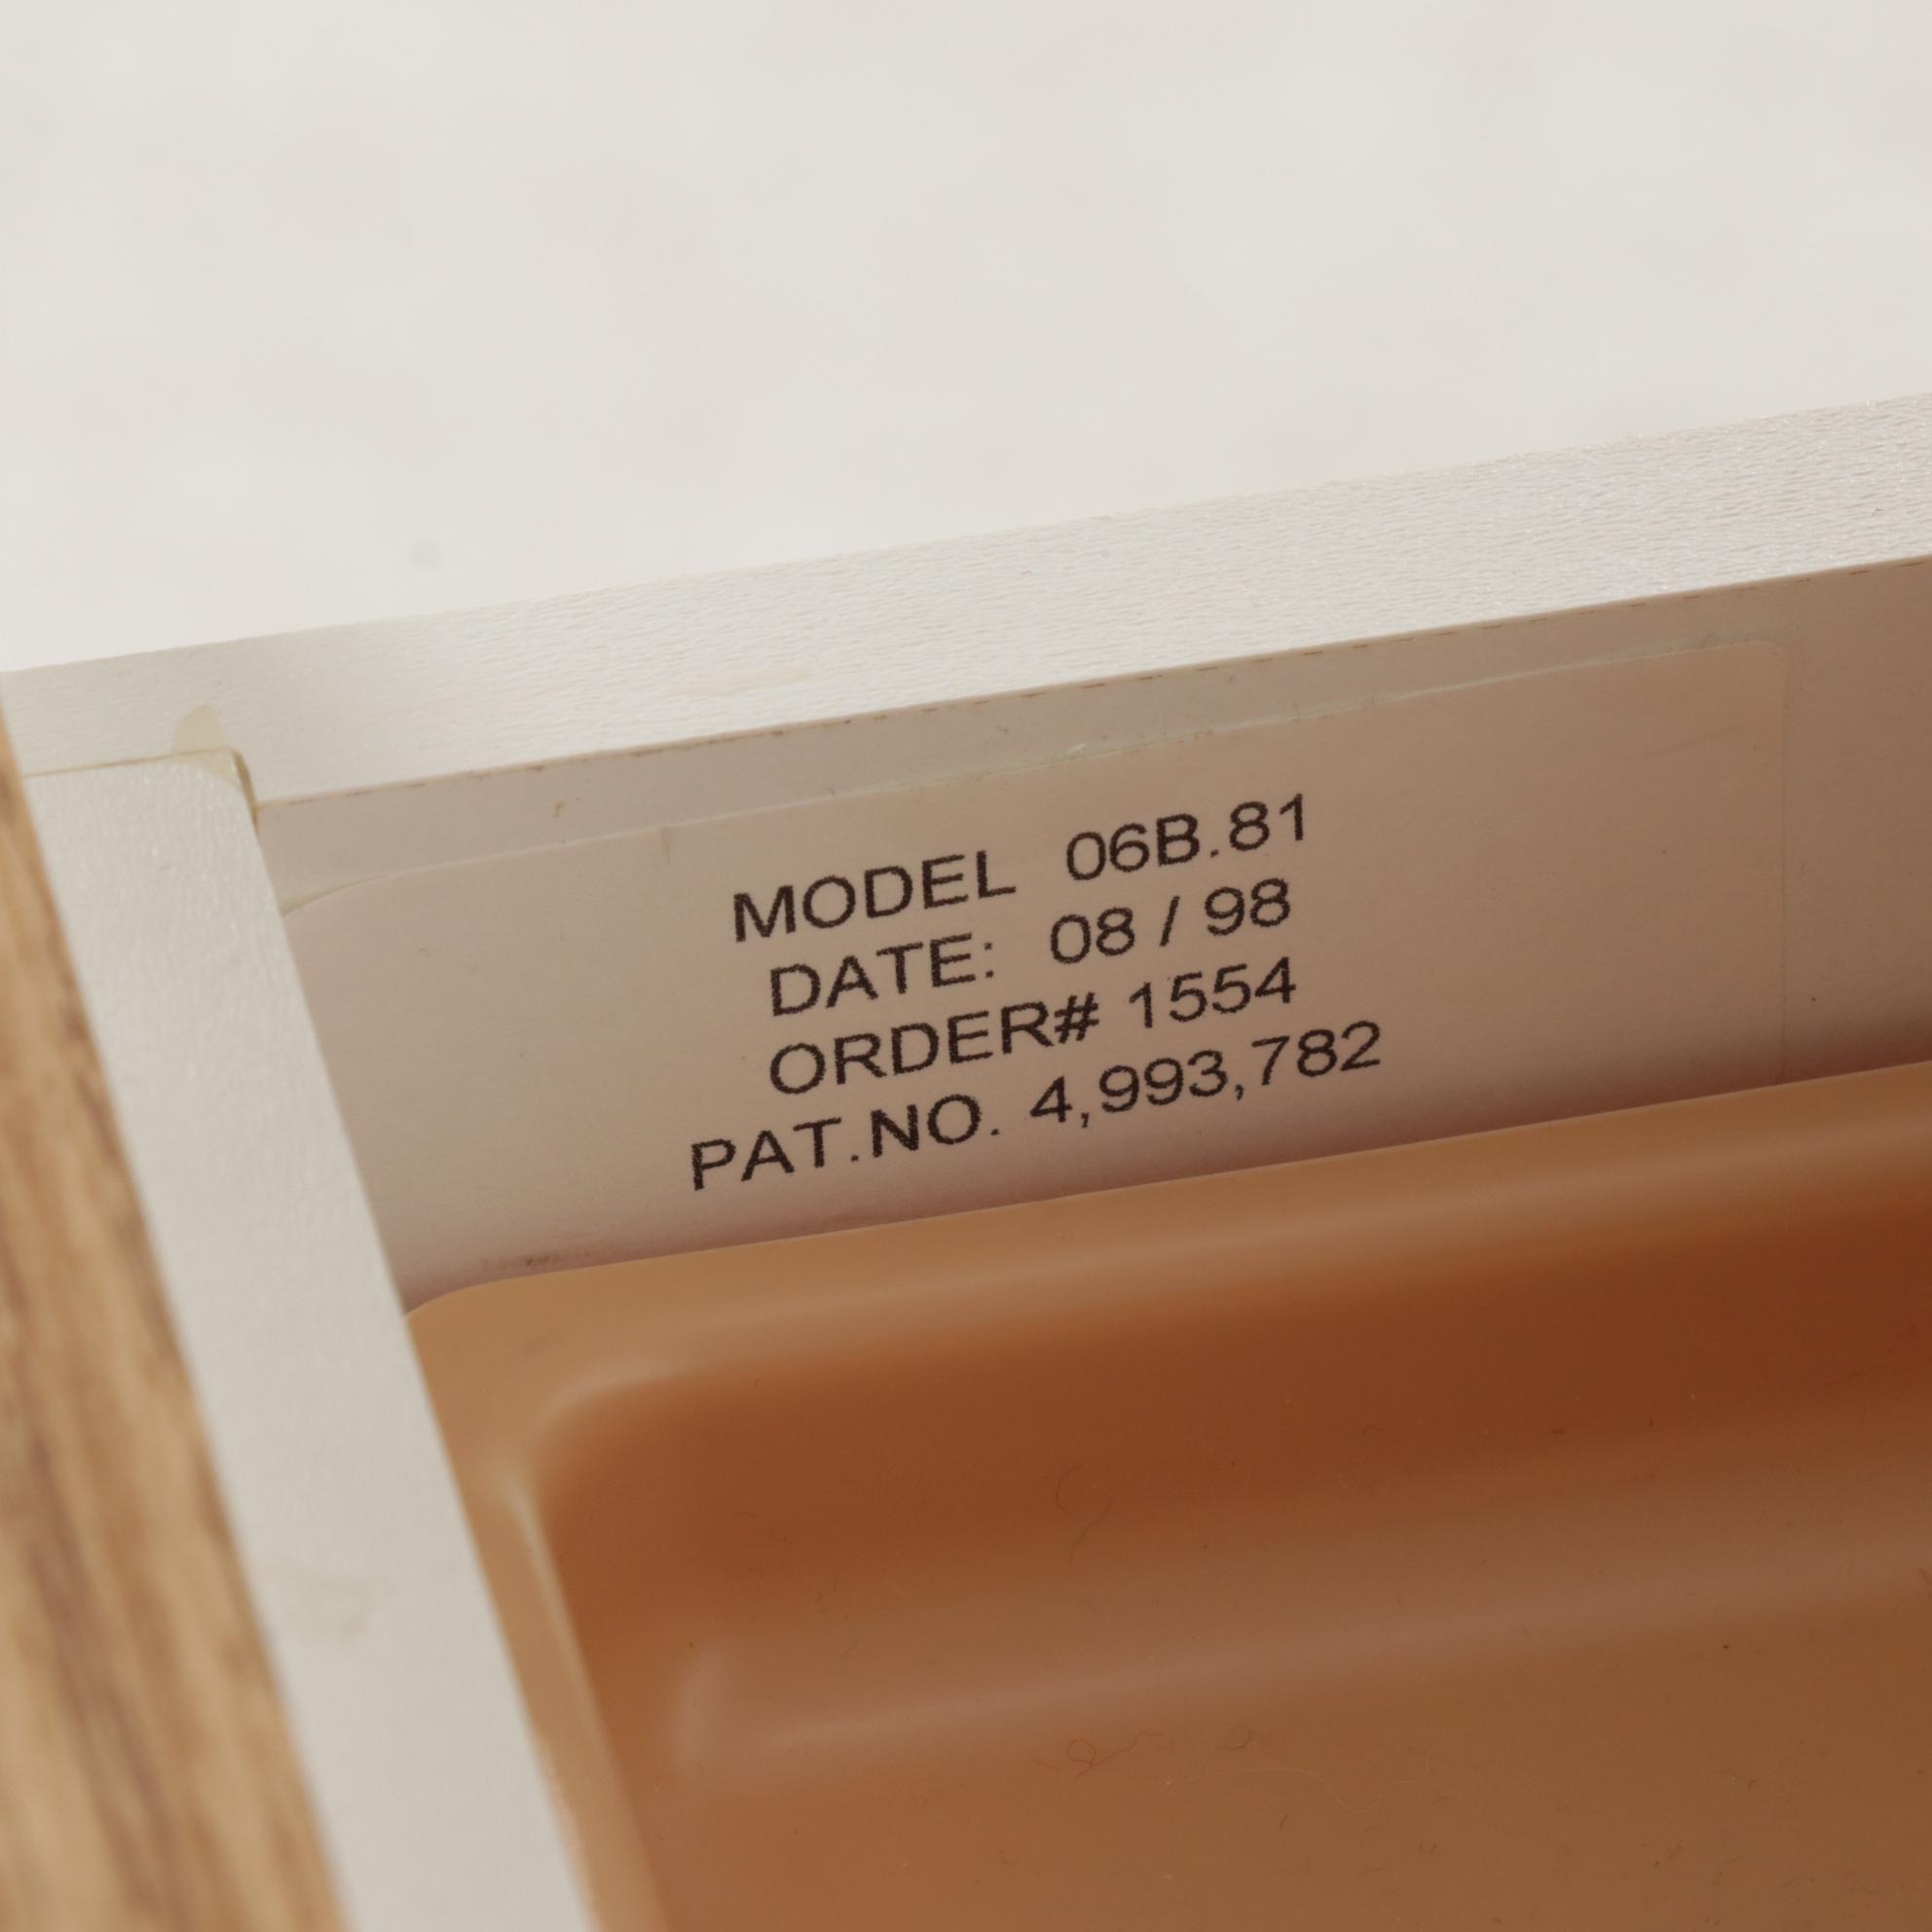 MODEL 06B.81
DATE: 08 / 98
ORDER# 1554
PAT.NO. 4,993,782